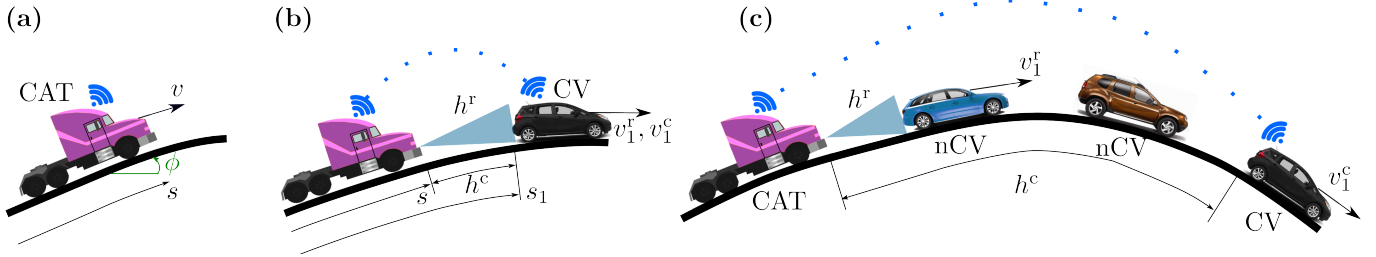 (a)
CAT
v
ϕ
s
(b)
CV
h^r
v_1^r, v_1^c
h^c
s
s_1
(c)
v_1^r
h^r
nCV
nCV
h^c
v_1^c
CAT
CV